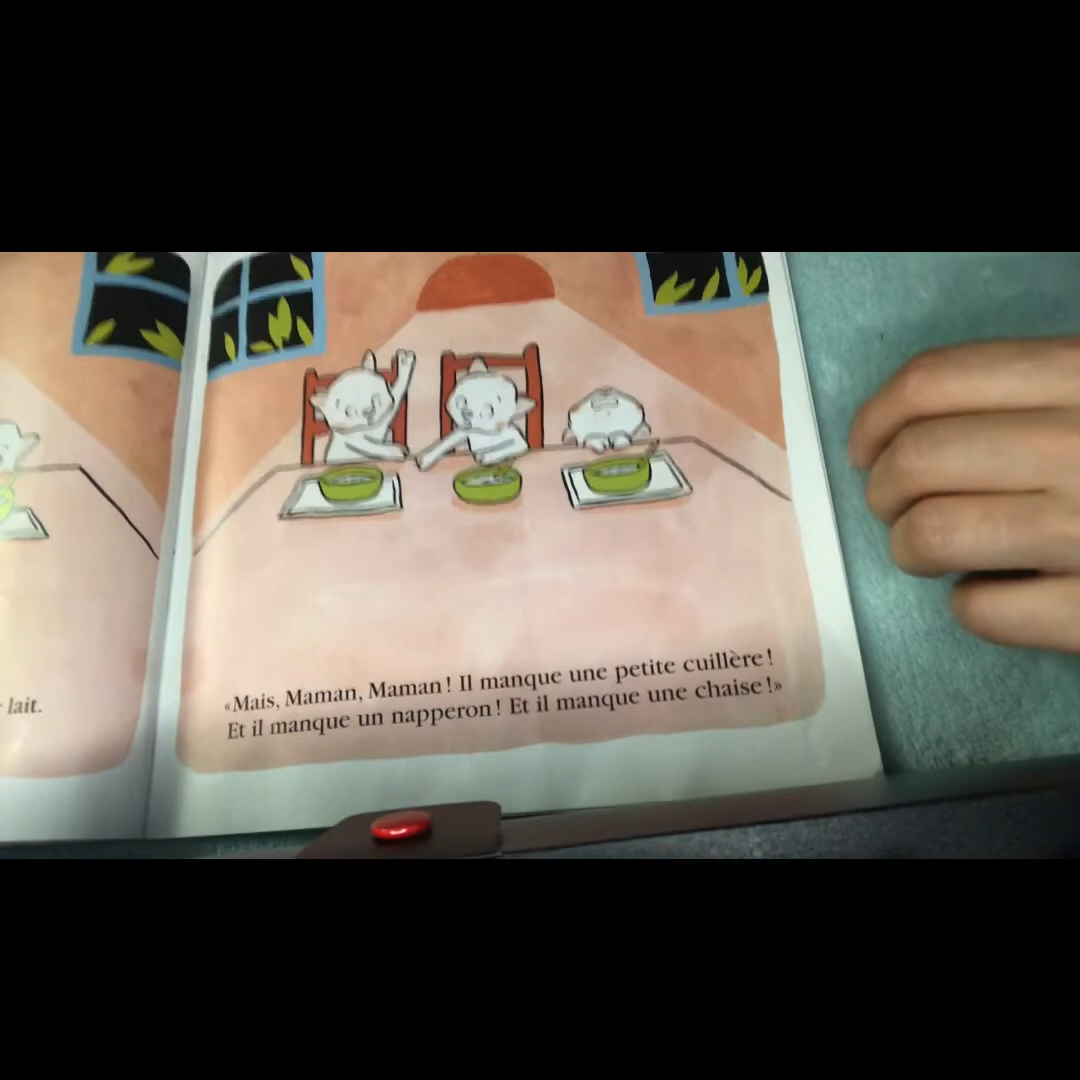 lait.
«Mais, Maman, Maman ! Il manque une petite cuillère !
Et il manque un napperon ! Et il manque une chaise !»